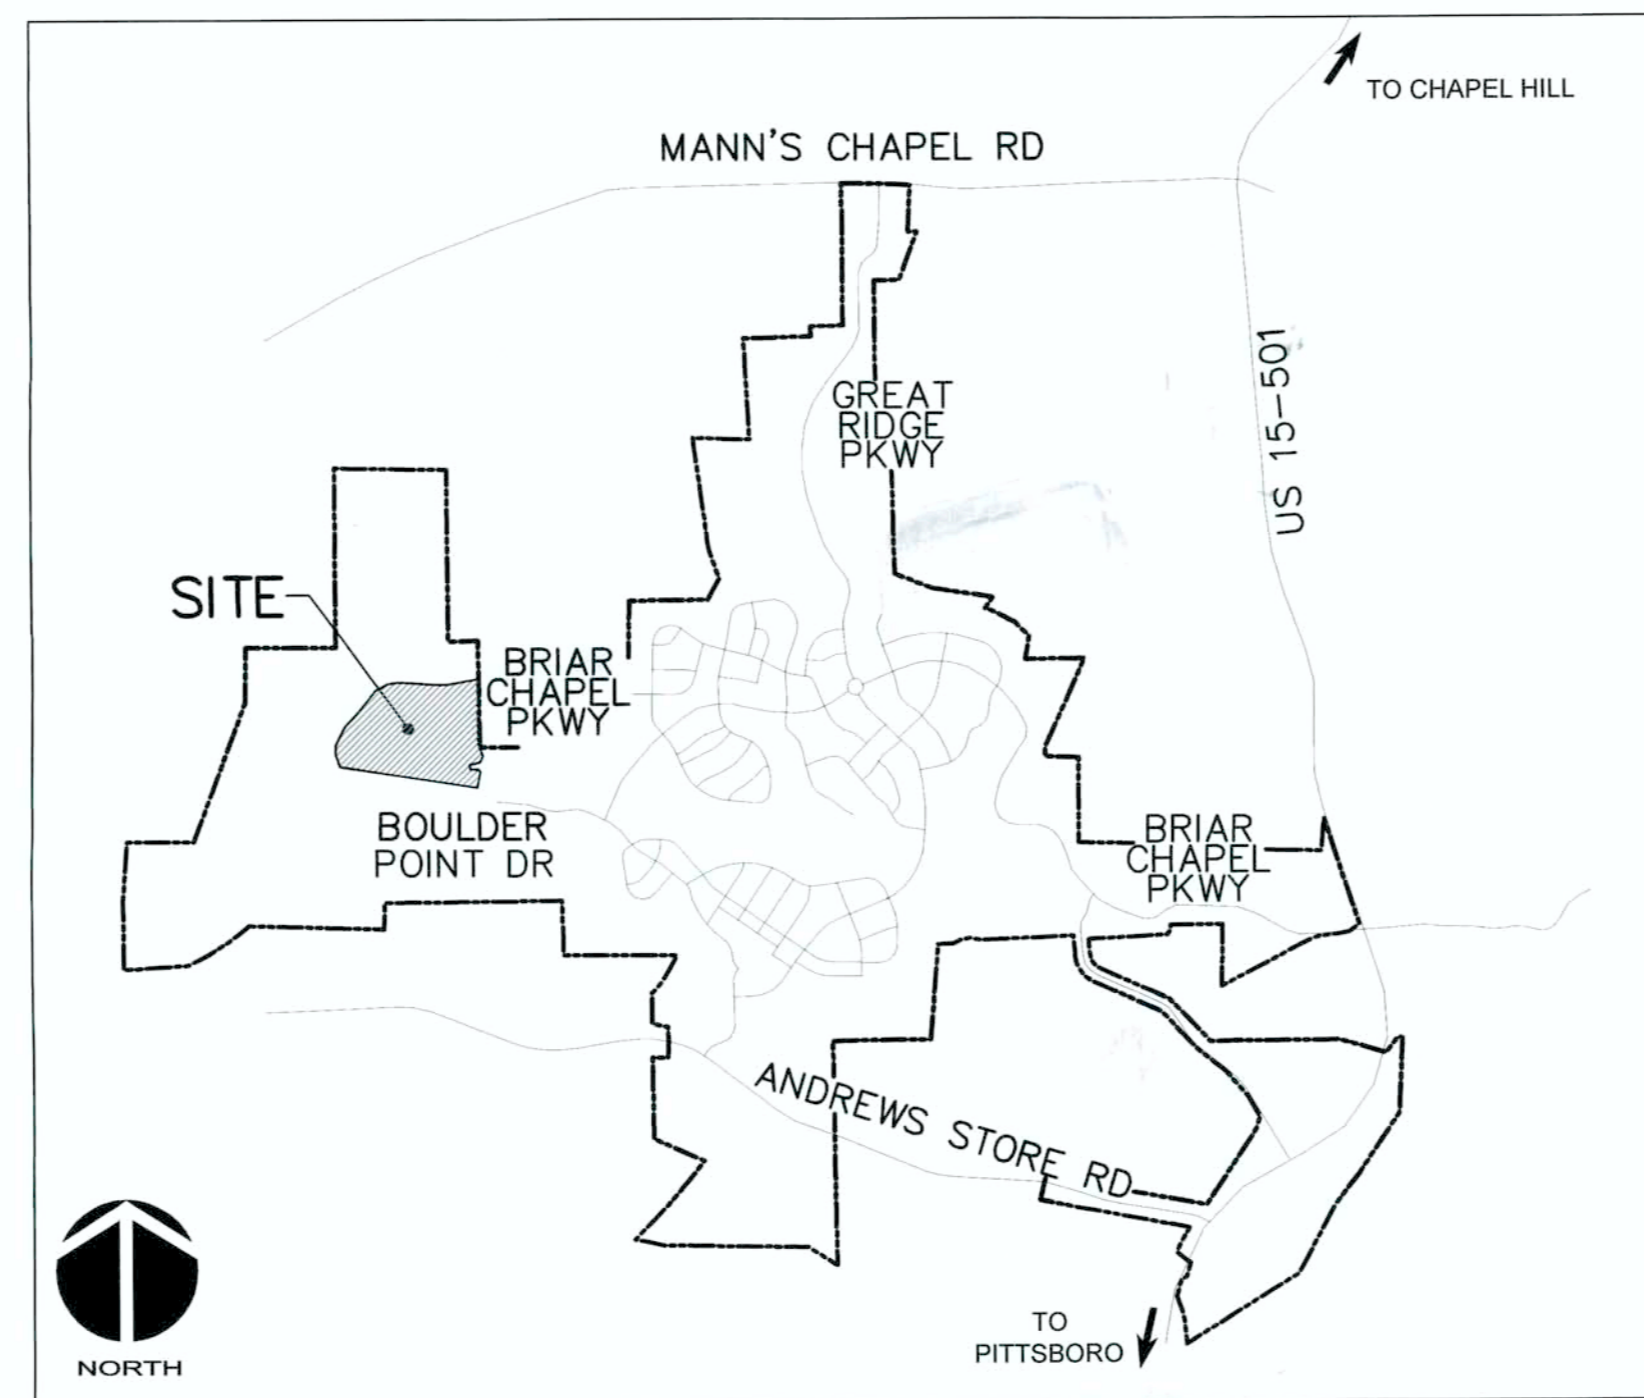 TO CHAPEL HILL
MANN'S CHAPEL RD
GREAT
RIDGE
PKWY
US 15-501
SITE
BRIAR
CHAPEL
PKWY
BOULDER
POINT DR
BRIAR
CHAPEL
PKWY
ANDREWS STORE RD
TO
PITTSBORO
NORTH